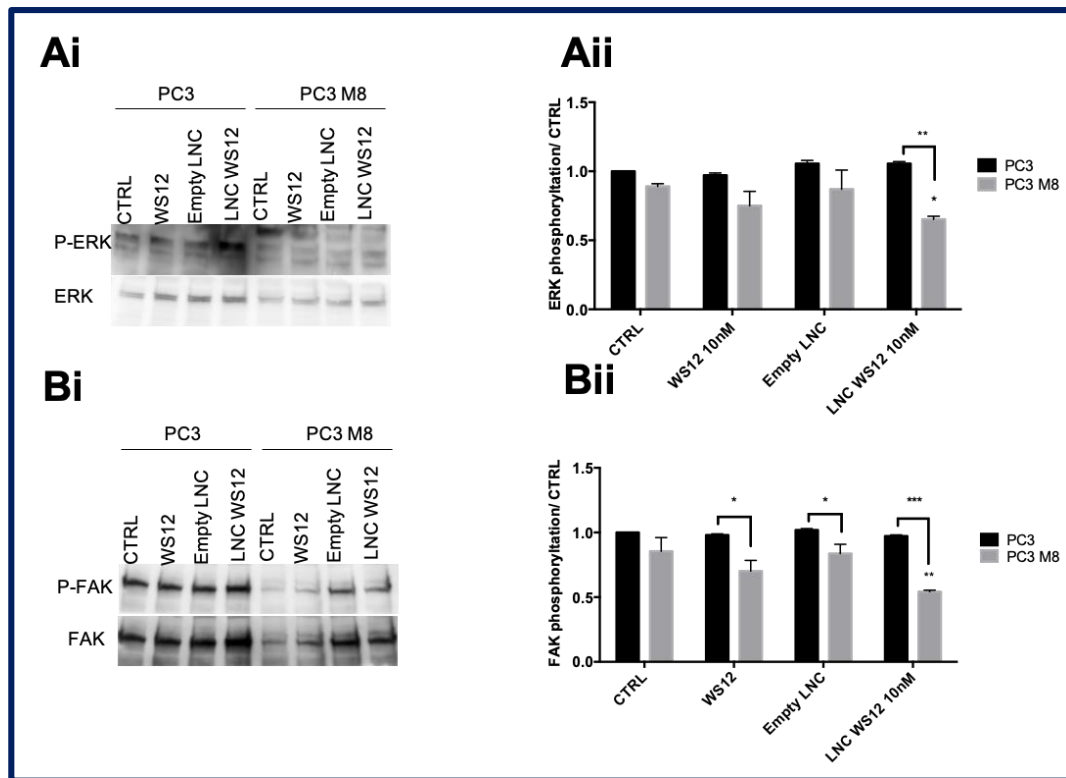 Ai
PC3 PC3 M8
CTRL
WS12
Empty LNC
LNC WS12
CTRL
WS12
Empty LNC
LNC WS12
P-ERK
ERK
Aii
ERK phosphoryltation/ CTRL
1.5
1.0
0.5
0.0
**
*
PC3
PC3 M8
CTRL
WS12 10nM
Empty LNC
LNC WS12 10nM
Bi
PC3 PC3 M8
CTRL
WS12
Empty LNC
LNC WS12
CTRL
WS12
Empty LNC
LNC WS12
P-FAK
FAK
Bii
FAK phosphoryltation/ CTRL
1.5
1.0
0.5
0.0
*
*
***
**
PC3
PC3 M8
CTRL
WS12
Empty LNC
LNC WS12 10nM